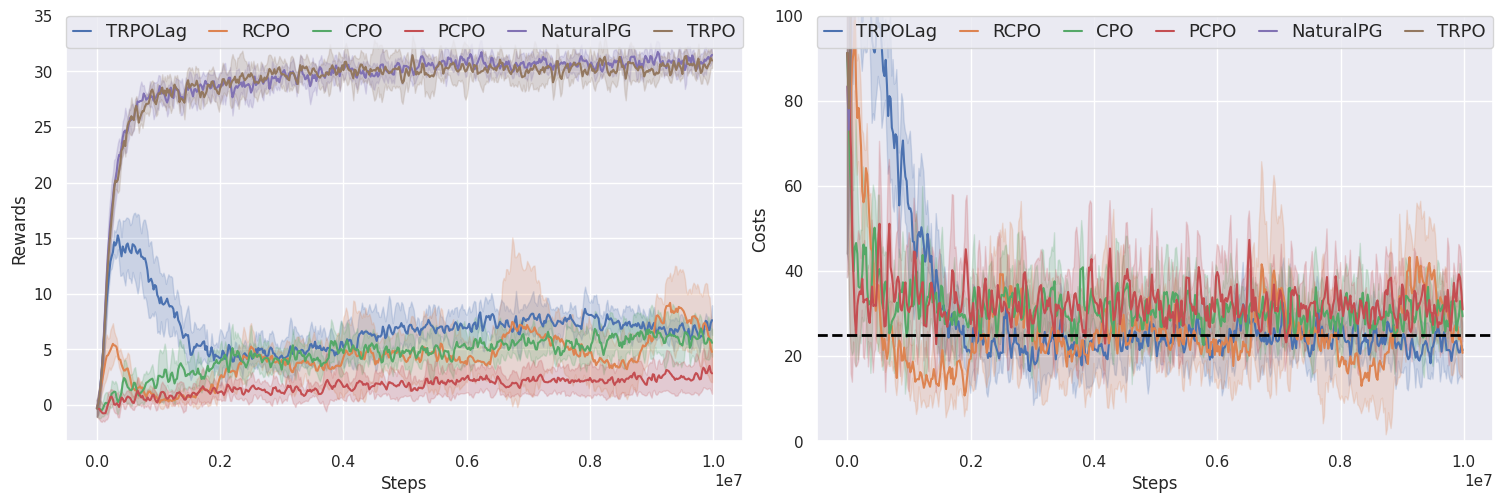 TRPOLag RCPO CPO PCPO NaturalPG TRPO
35
30
25
20
15
10
5
0
Rewards
0.0 0.2 0.4 0.6 0.8 1.0
1e7
Steps
TRPOLag RCPO CPO PCPO NaturalPG TRPO
100
80
60
40
20
0
Costs
0.0 0.2 0.4 0.6 0.8 1.0
1e7
Steps